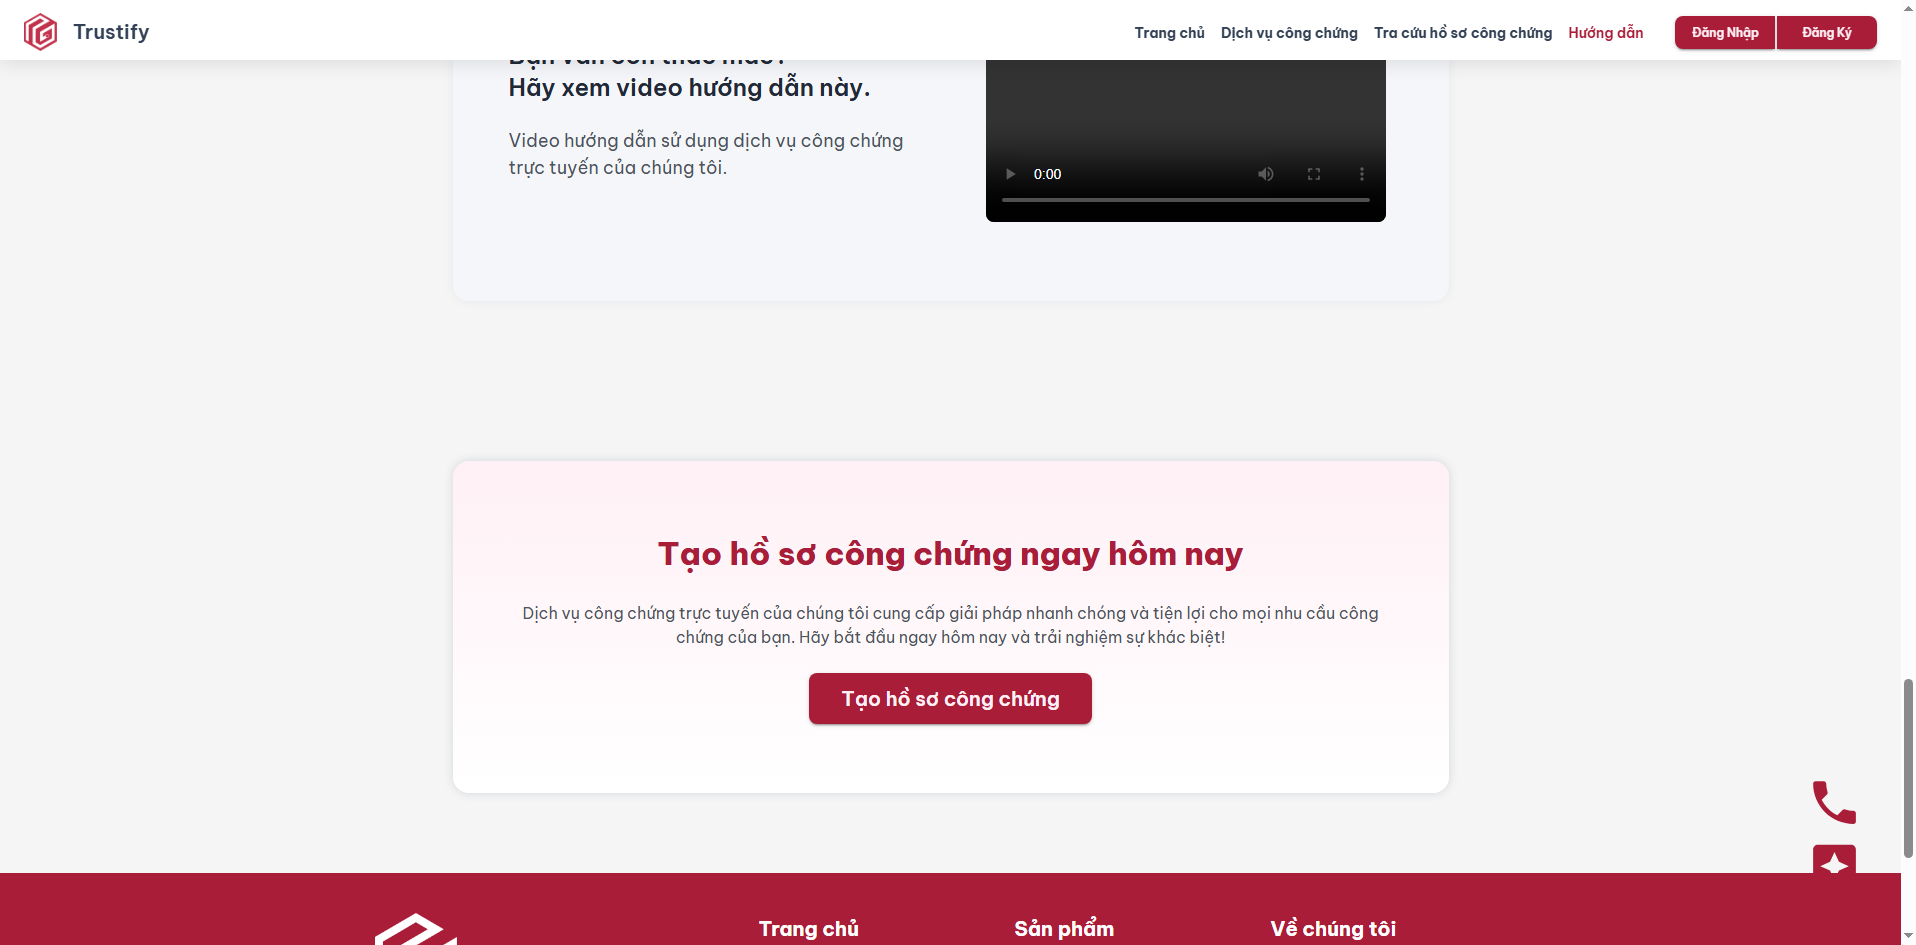 Trustify
Trang chủ
Dịch vụ công chứng
Tra cứu hồ sơ công chứng
Hướng dẫn
Đăng Nhập
Đăng Ký
Bạn vẫn còn thắc mắc?
Hãy xem video hướng dẫn này.
Video hướng dẫn sử dụng dịch vụ công chứng
trực tuyến của chúng tôi.
0:00
Tạo hồ sơ công chứng ngay hôm nay
Dịch vụ công chứng trực tuyến của chúng tôi cung cấp giải pháp nhanh chóng và tiện lợi cho mọi nhu cầu công
chứng của bạn. Hãy bắt đầu ngay hôm nay và trải nghiệm sự khác biệt!
Tạo hồ sơ công chứng
Trang chủ
Sản phẩm
Về chúng tôi